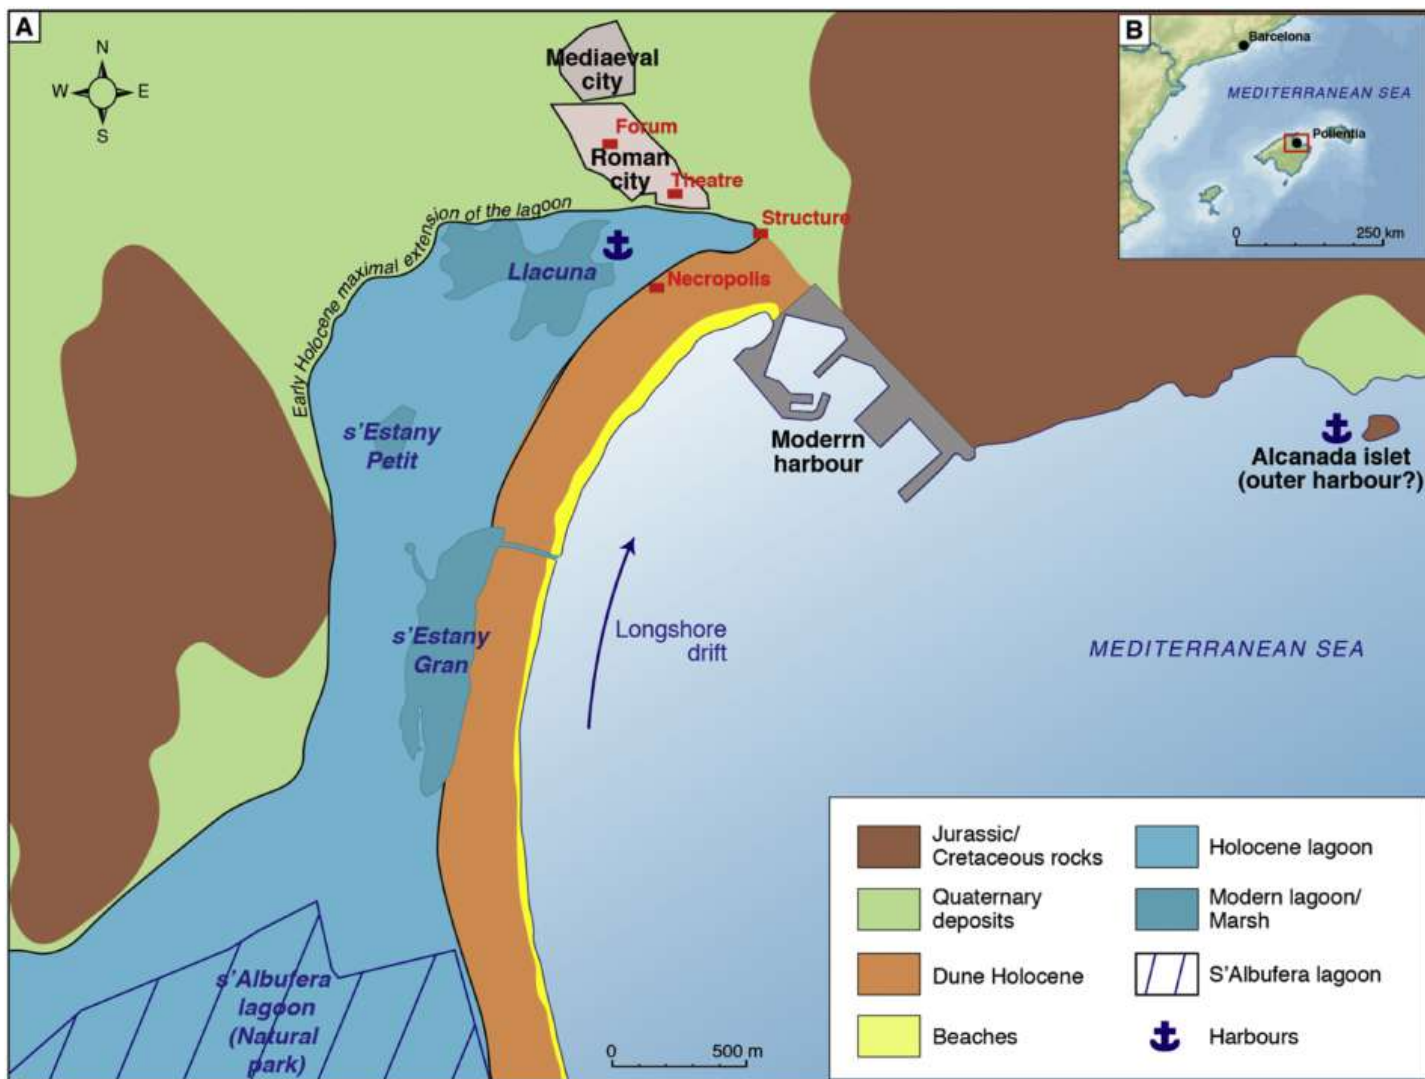 A
N
W E
S
Mediaeval
city
Forum
Roman
city
Theatre
Structure
Early Holocene maximal extension of the lagoon
Llacuna
Necropolis
s'Estany
Petit
Moderrn
harbour
Alcanada islet
(outer harbour?)
s'Estany
Gran
Longshore
drift
MEDITERRANEAN SEA
s'Albufera
lagoon
(Natural
park)
0 500 m
B
Barcelona
MEDITERRANEAN SEA
Pollentia
0 250 km
Jurassic/
Cretaceous rocks
Quaternary
deposits
Dune Holocene
Beaches
Holocene lagoon
Modern lagoon/
Marsh
S'Albufera lagoon
Harbours